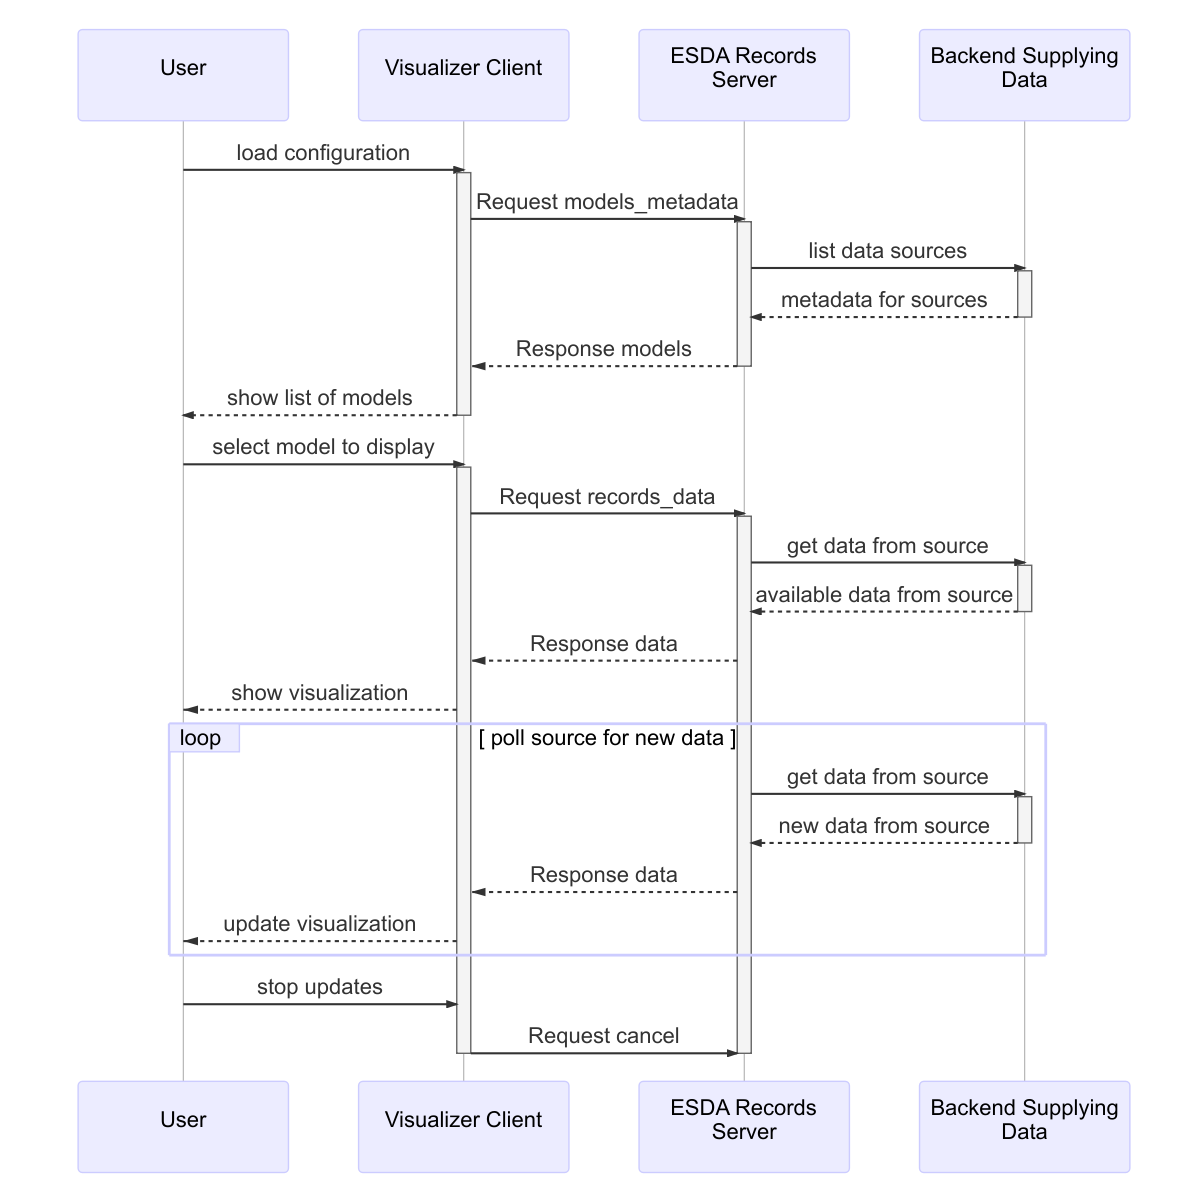 User
Visualizer Client
ESDA Records
Server
Backend Supplying
Data
load configuration
Request models_metadata
list data sources
metadata for sources
Response models
show list of models
select model to display
Request records_data
get data from source
available data from source
Response data
show visualization
loop
[ poll source for new data ]
get data from source
new data from source
Response data
update visualization
stop updates
Request cancel
User
Visualizer Client
ESDA Records
Server
Backend Supplying
Data